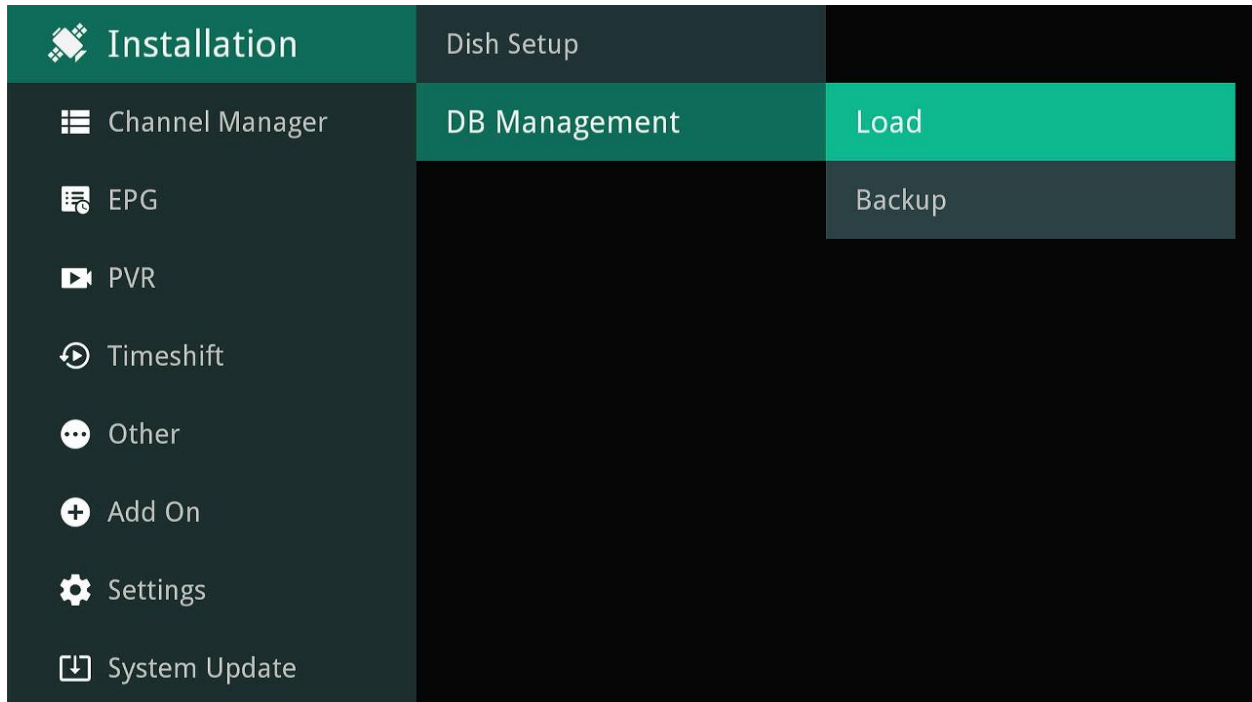 Installation
Channel Manager
EPG
PVR
Timeshift
Other
Add On
Settings
System Update
Dish Setup
DB Management
Load
Backup